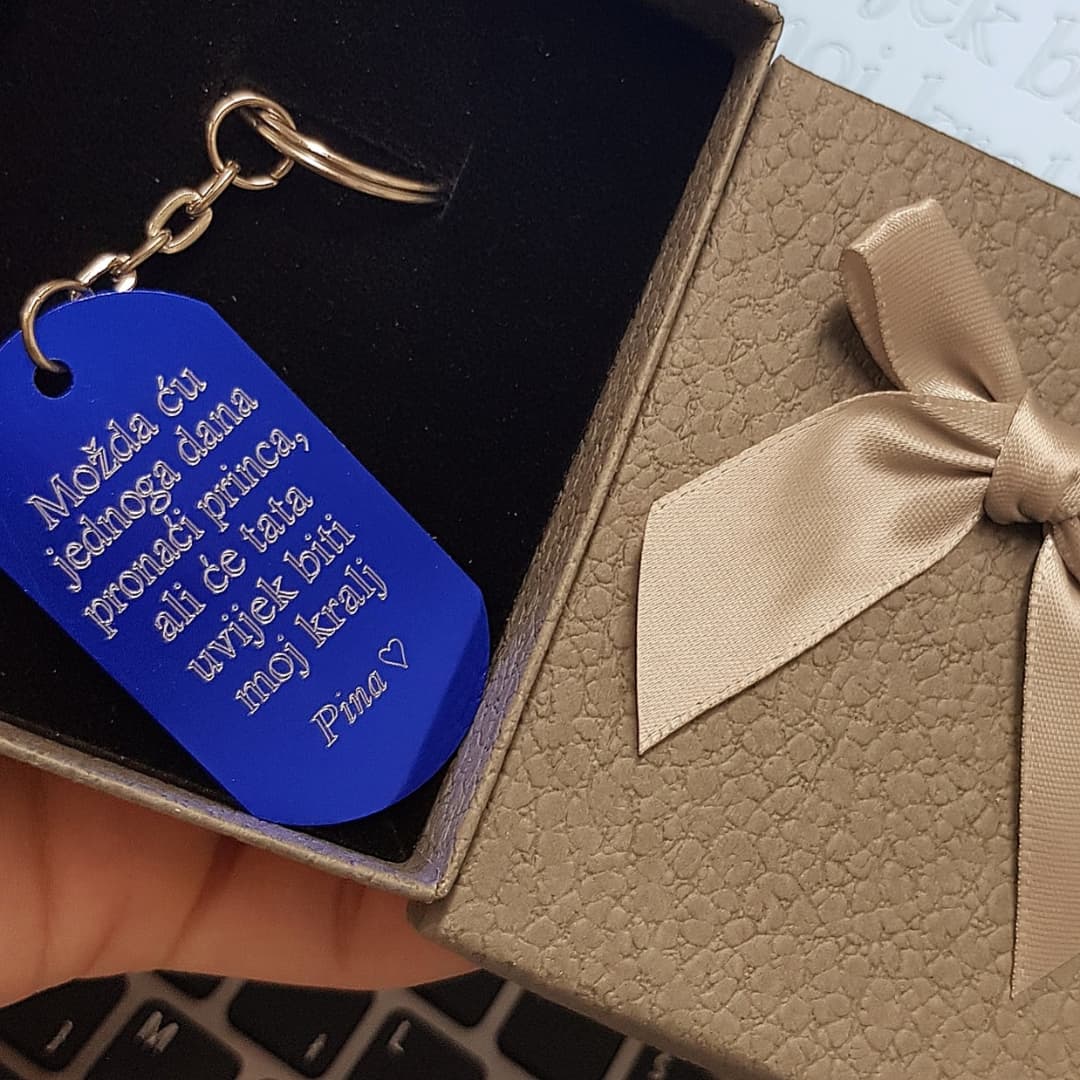 Možda ću
jednoga dana
pronaći princa,
ali će tata
uvijek biti
moj kralj
Pina ♡
M
L